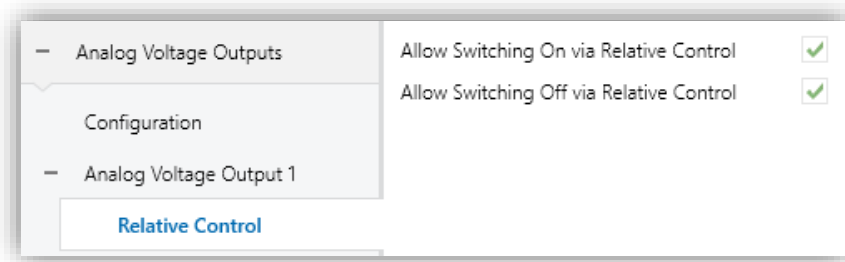 Analog Voltage Outputs
Configuration
Analog Voltage Output 1
Relative Control
Allow Switching On via Relative Control
Allow Switching Off via Relative Control